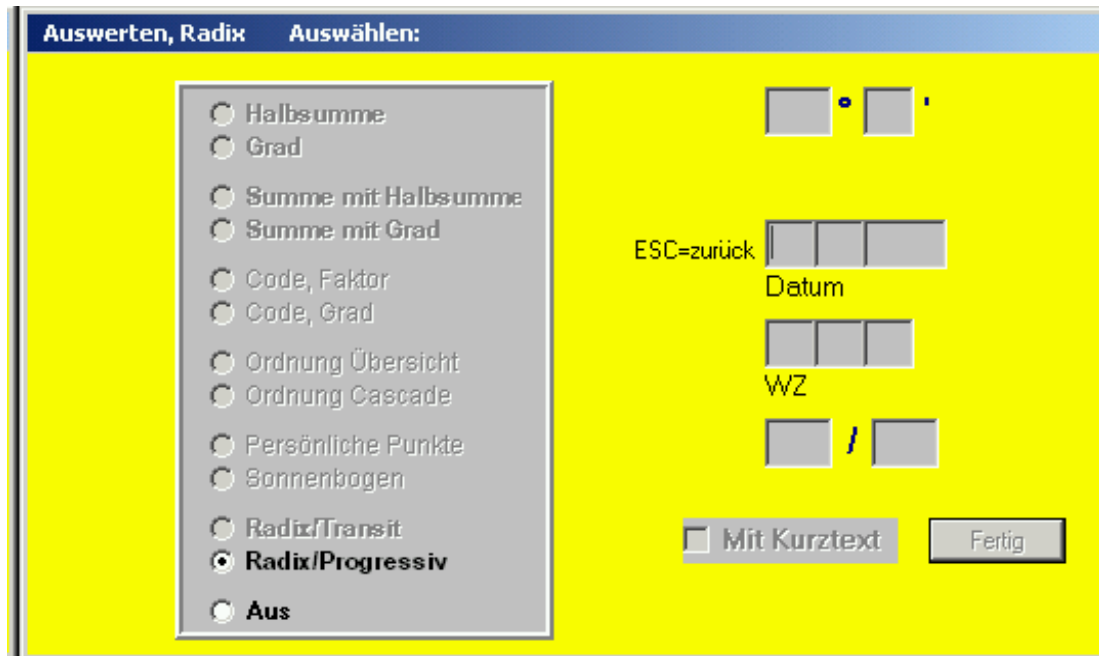 Auswerten, Radix Auswählen:
Halbsumme
Grad
Summe mit Halbsumme
Summe mit Grad
Code, Faktor
Code, Grad
Ordnung Übersicht
Ordnung Cascade
Persönliche Punkte
Sonnenbogen
Radix/Transit
Radix/Progressiv
Aus
° '
ESC=zurück
Datum
WZ
/
Mit Kurztext
Fertig